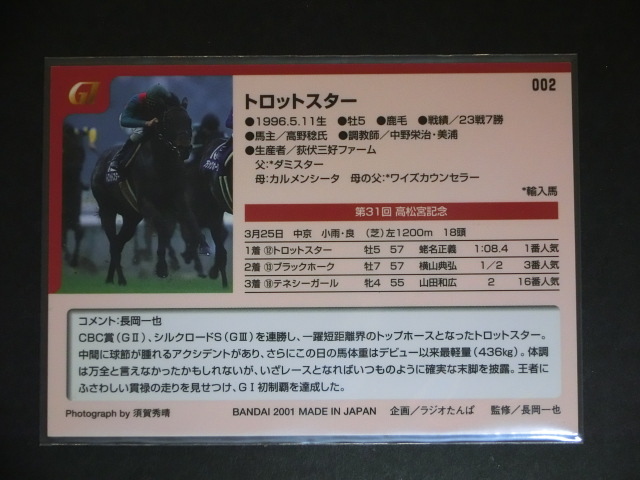 GI
002
トロットスター
●1996.5.11生 ●牡5 ●鹿毛 ●戦績/23戦7勝
●馬主/高野稔氏 ●調教師/中野栄治・美浦
●生産者/荻伏三好ファーム
父:*ダミスター
母:カルメンシータ 母の父:*ワイズカウンセラー
*輸入馬
第31回 高松宮記念
3月25日 中京 小雨・良 (芝)左1200m 18頭
1着 ⑫トロットスター 牡5 57 蛯名正義 1:08.4 1番人気
2着 ⑬ブラックホーク 牡7 57 横山典弘 1/2 3番人気
3着 テネシーガール 牝4 55 山田和広 2 16番人気
コメント:長岡一也
CBC賞(GⅡ)、シルクロードS(GⅢ)を連勝し、一躍短距離界のトップホースとなったトロットスター。
中間に球節が腫れるアクシデントがあり、さらにこの日の馬体重はデビュー以来最軽量(436kg)。体調
は万全と言えなかったかもしれないが、いざレースとなればいつものように確実な末脚を披露。王者に
ふさわしい貫禄の走りを見せつけ、GⅠ初制覇を達成した。
Photograph by 須賀秀晴 BANDAI 2001 MADE IN JAPAN 企画/ラジオたんぱ 監修/長岡一也